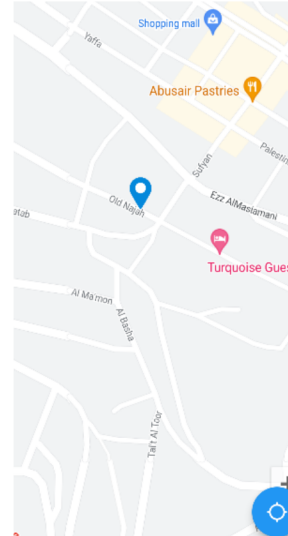 Shopping mall
Yaffa
Abusair Pastries
Palestin
Sufyan
Ezz AlMaslamani
Old Najah
atab
Turquoise Gues
Al Ma'mon
Al Basha
Tal't Al Toor